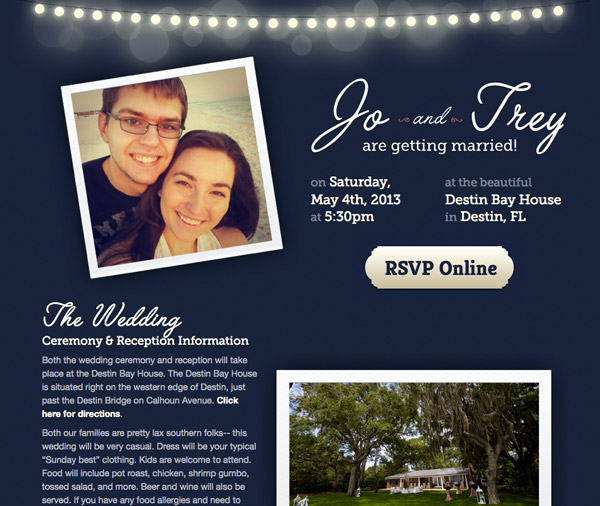 Jo and Trey
are getting married!
on Saturday,
May 4th, 2013
at 5:30pm
at the beautiful
Destin Bay House
in Destin, FL
RSVP Online
The Wedding
Ceremony & Reception Information
Both the wedding ceremony and reception will take
place at the Destin Bay House. The Destin Bay House
is situated right on the western edge of Destin, just
past the Destin Bridge on Calhoun Avenue. Click
here for directions.
Both our families are pretty lax southern folks-- this
wedding will be very casual. Dress will be your typical
"Sunday best" clothing. Kids are welcome to attend.
Food will include pot roast, chicken, shrimp gumbo,
tossed salad, and more. Beer and wine will also be
served. If you have any food allergies and need to